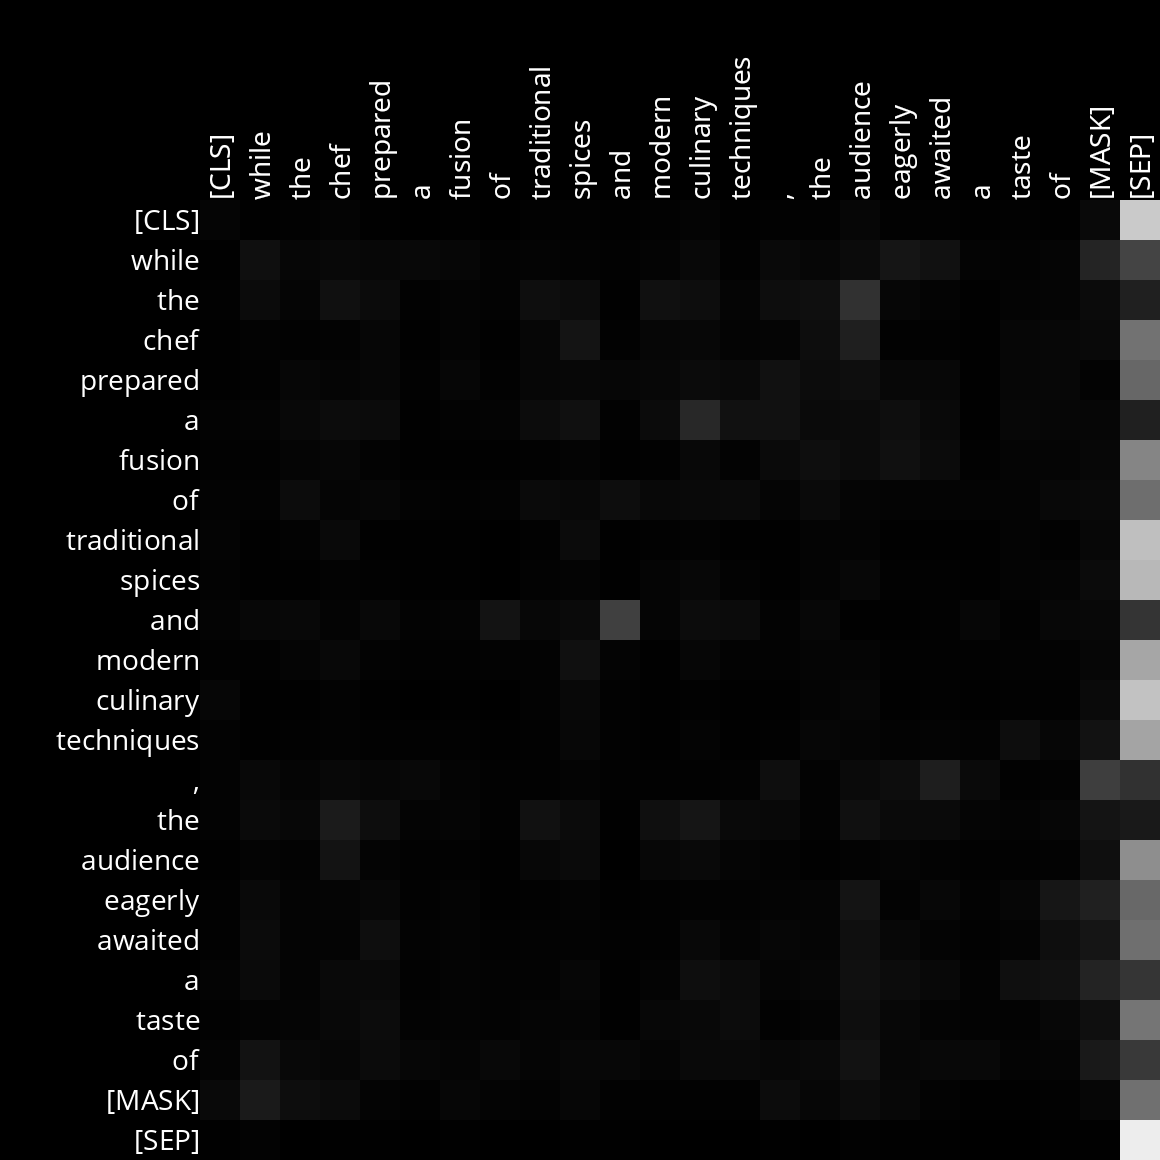 [CLS] while the chef prepared a fusion of traditional spices and modern culinary techniques , the audience eagerly awaited a taste of [MASK] [SEP]
[CLS]
while
the
chef
prepared
a
fusion
of
traditional
spices
and
modern
culinary
techniques
,
the
audience
eagerly
awaited
a
taste
of
[MASK]
[SEP]